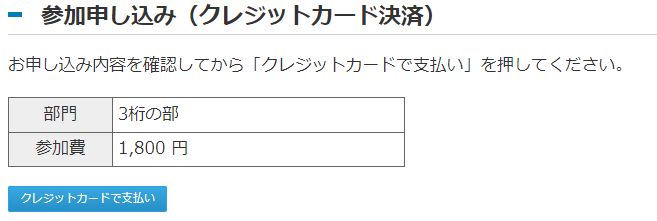 参加申し込み（クレジットカード決済）
お申し込み内容を確認してから「クレジットカードで支払い」を押してください。
部門 3桁の部
参加費 1,800 円
クレジットカードで支払い